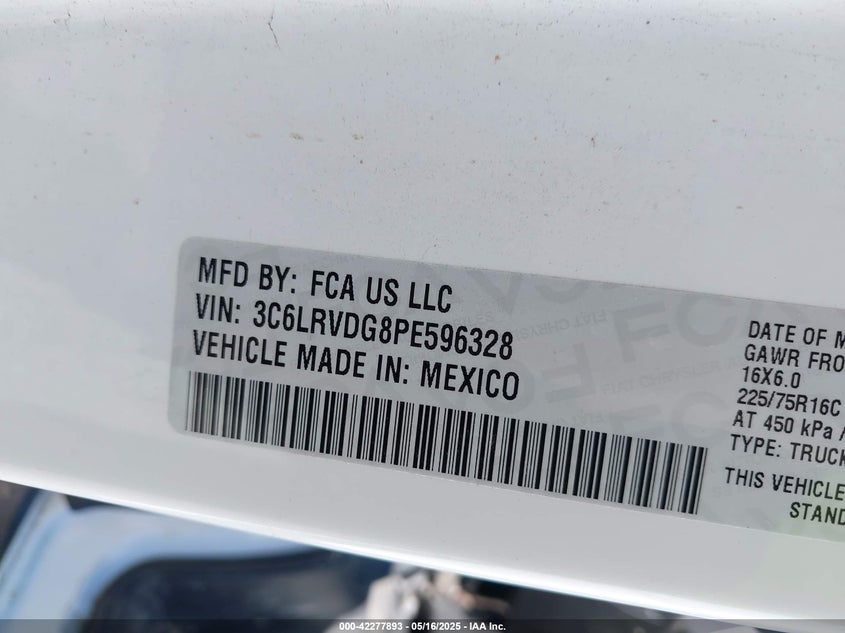 MFD BY: FCA US LLC
VIN: 3C6LRVDG8PE596328
VEHICLE MADE IN: MEXICO
DATE OF M
GAWR FRO
16X6.0
225/75R16C
AT 450 kPa /
TYPE: TRUCK
THIS VEHICLE
STAND
000-42277893 - 05/16/2025 - IAA Inc.